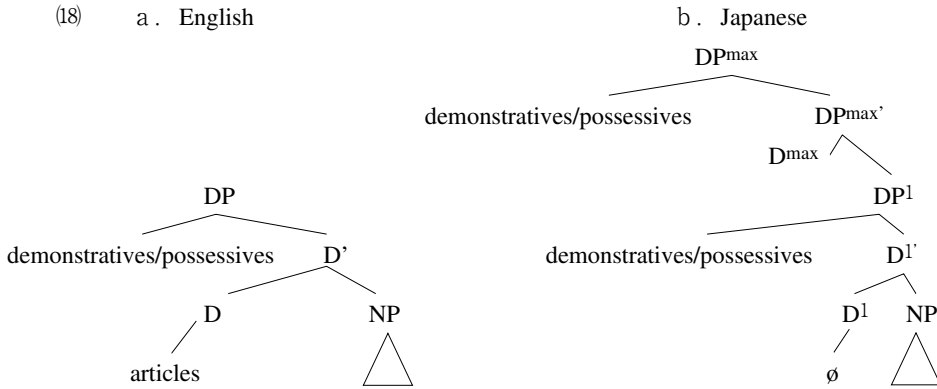 ⒅ a. English b. Japanese
DPmax
demonstratives/possessives DPmax'
Dmax
DP DP1
demonstratives/possessives D’ demonstratives/possessives D1'
D NP D1 NP
articles ø